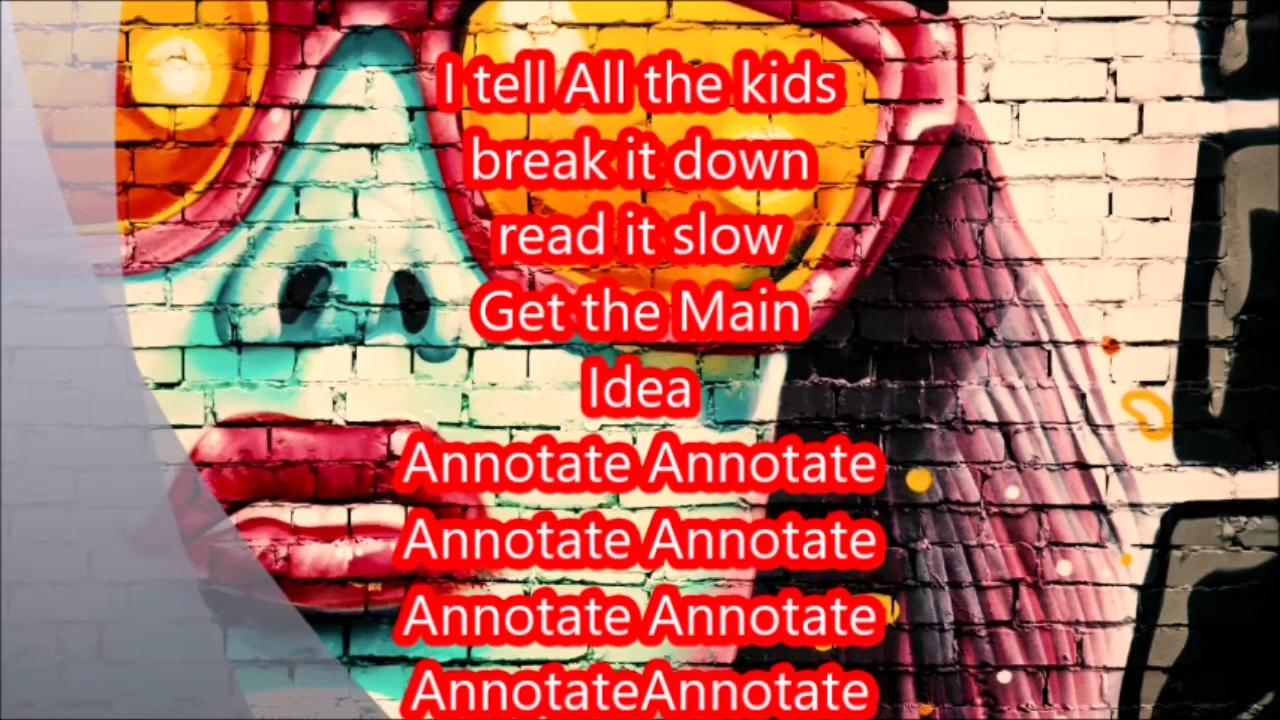 I tell All the kids
break it down
read it slow
Get the Main
Idea
Annotate Annotate
Annotate Annotate
Annotate Annotate
AnnotateAnnotate